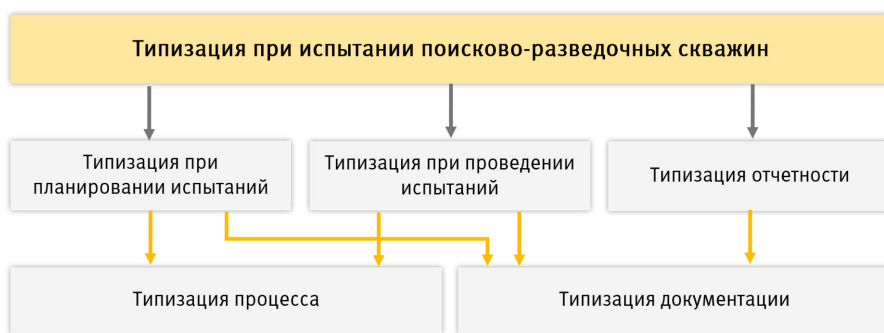 Типизация при испытании поисково-разведочных скважин
Типизация при
планировании испытаний
Типизация при проведении
испытаний
Типизация отчетности
Типизация процесса
Типизация документации